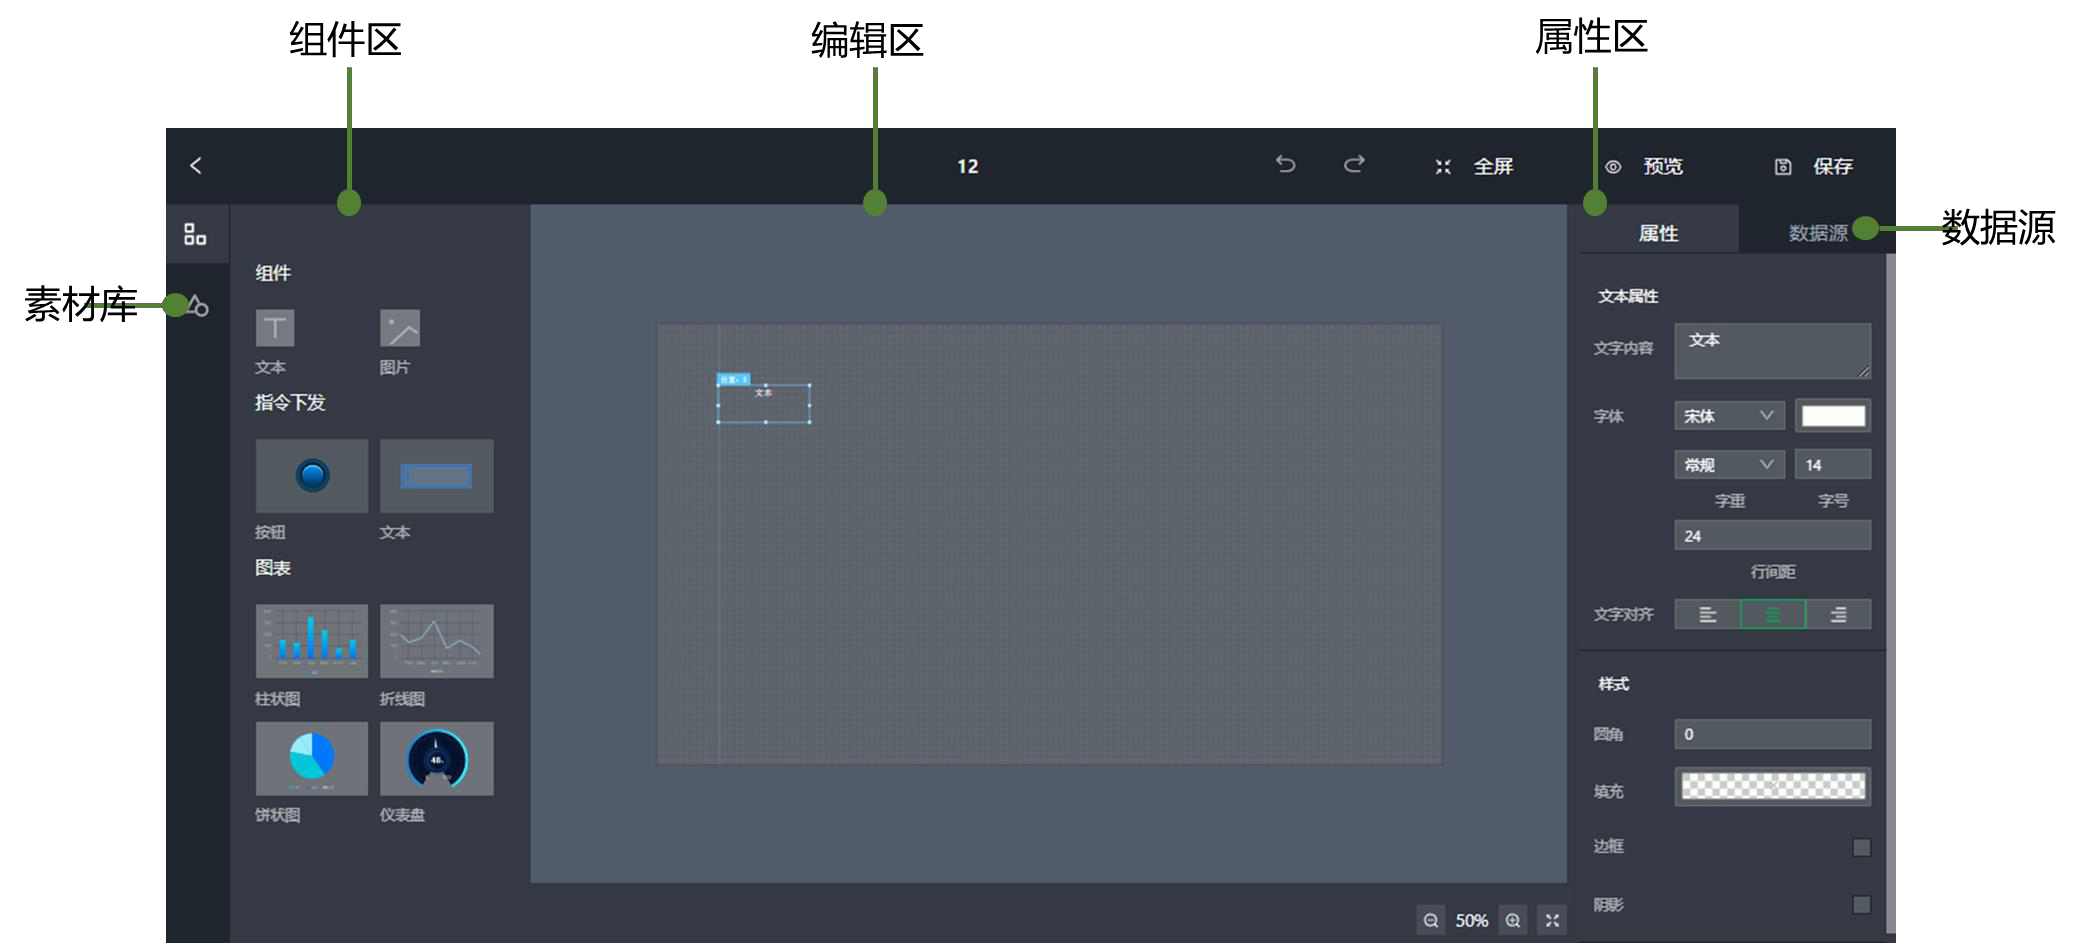 组件区
编辑区
属性区
12
全屏
预览
保存
属性
数据源
数据源
素材库
组件
文本
图片
指令下发
按钮
文本
图表
柱状图
折线图
饼状图
仪表盘
文本
文本属性
文字内容
文本
字体
宋体
常规
14
字重
字号
24
行间距
文字对齐
样式
圆角
0
填充
边框
阴影
50%